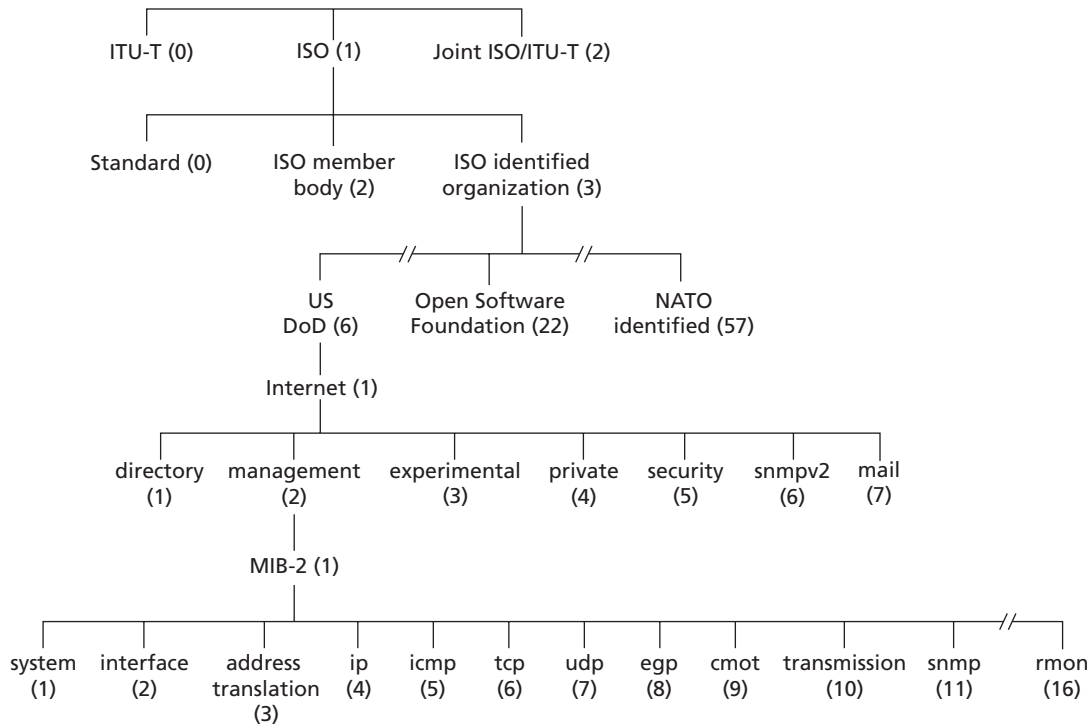 ITU-T (0) ISO (1) Joint ISO/ITU-T (2)
Standard (0) ISO member ISO identified
body (2) organization (3)
US Open Software NATO
DoD (6) Foundation (22) identified (57)
Internet (1)
directory management experimental private security snmpv2 mail
(1) (2) (3) (4) (5) (6) (7)
MIB-2 (1)
system interface address ip icmp tcp udp egp cmot transmission snmp rmon
(1) (2) translation (4) (5) (6) (7) (8) (9) (10) (11) (16)
(3)